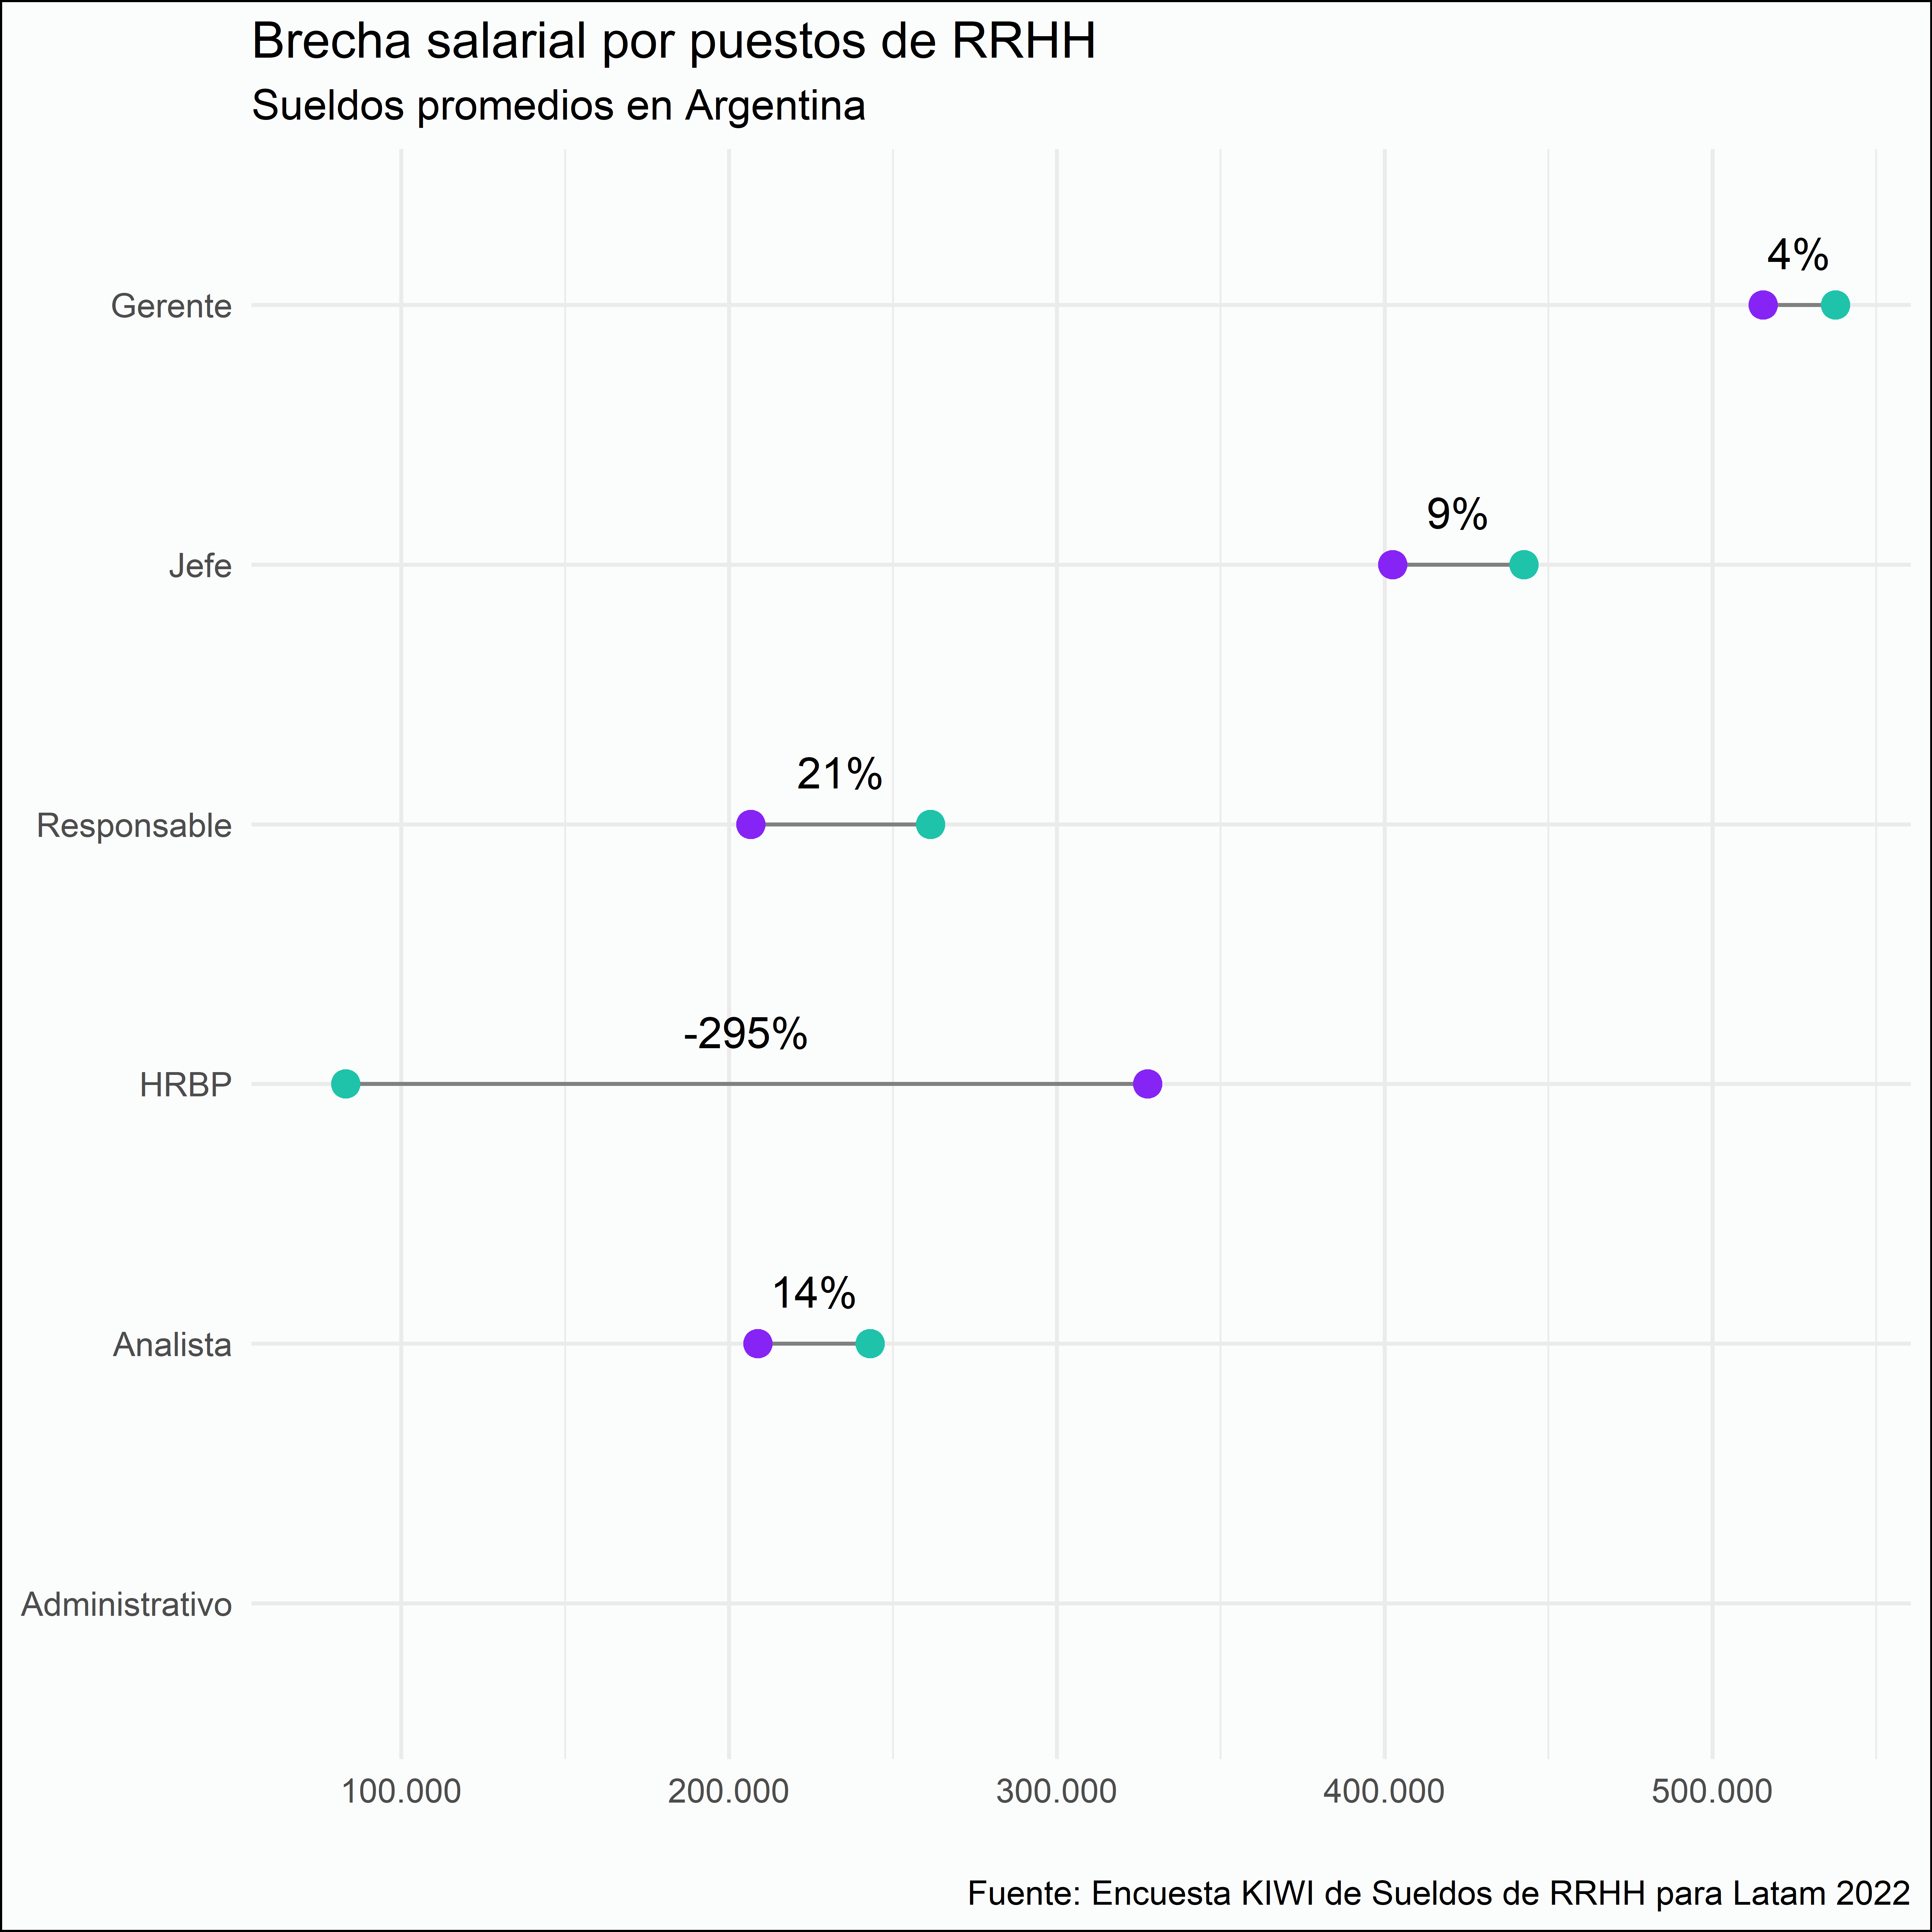 Brecha salarial por puestos de RRHH
Sueldos promedios en Argentina
4%
Gerente
9%
Jefe
21%
Responsable
-295%
HRBP
14%
Analista
Administrativo
100.000 200.000 300.000 400.000 500.000
Fuente: Encuesta KIWI de Sueldos de RRHH para Latam 2022